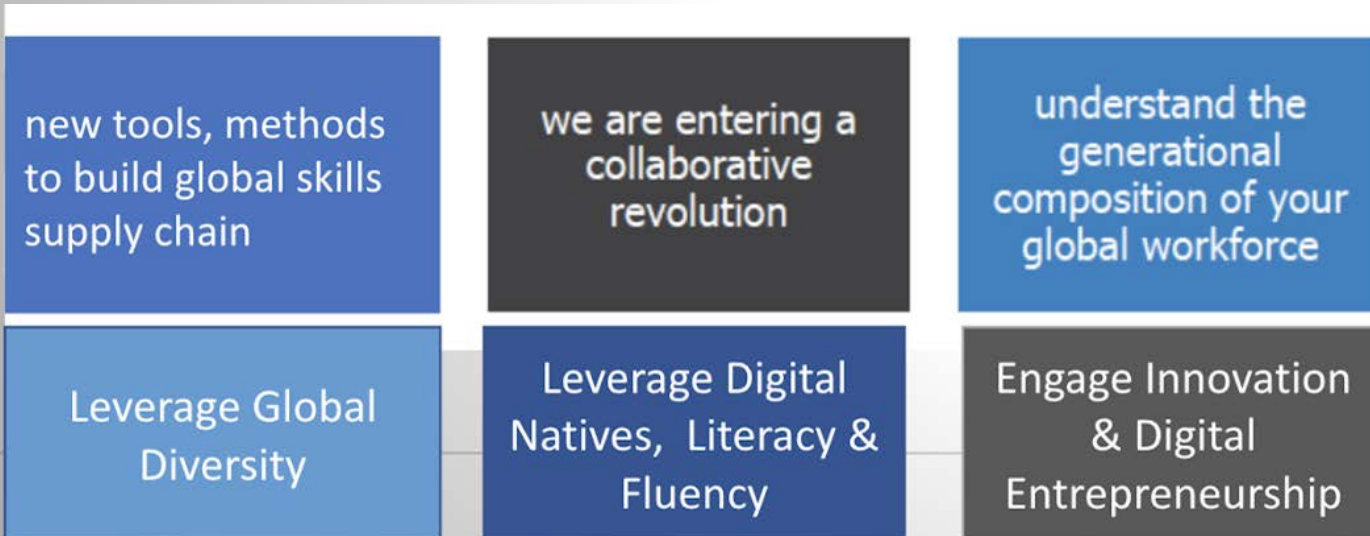 new tools, methods
to build global skills
supply chain
we are entering a
collaborative
revolution
understand the
generational
composition of your
global workforce
Leverage Global
Diversity
Leverage Digital
Natives, Literacy &
Fluency
Engage Innovation
& Digital
Entrepreneurship